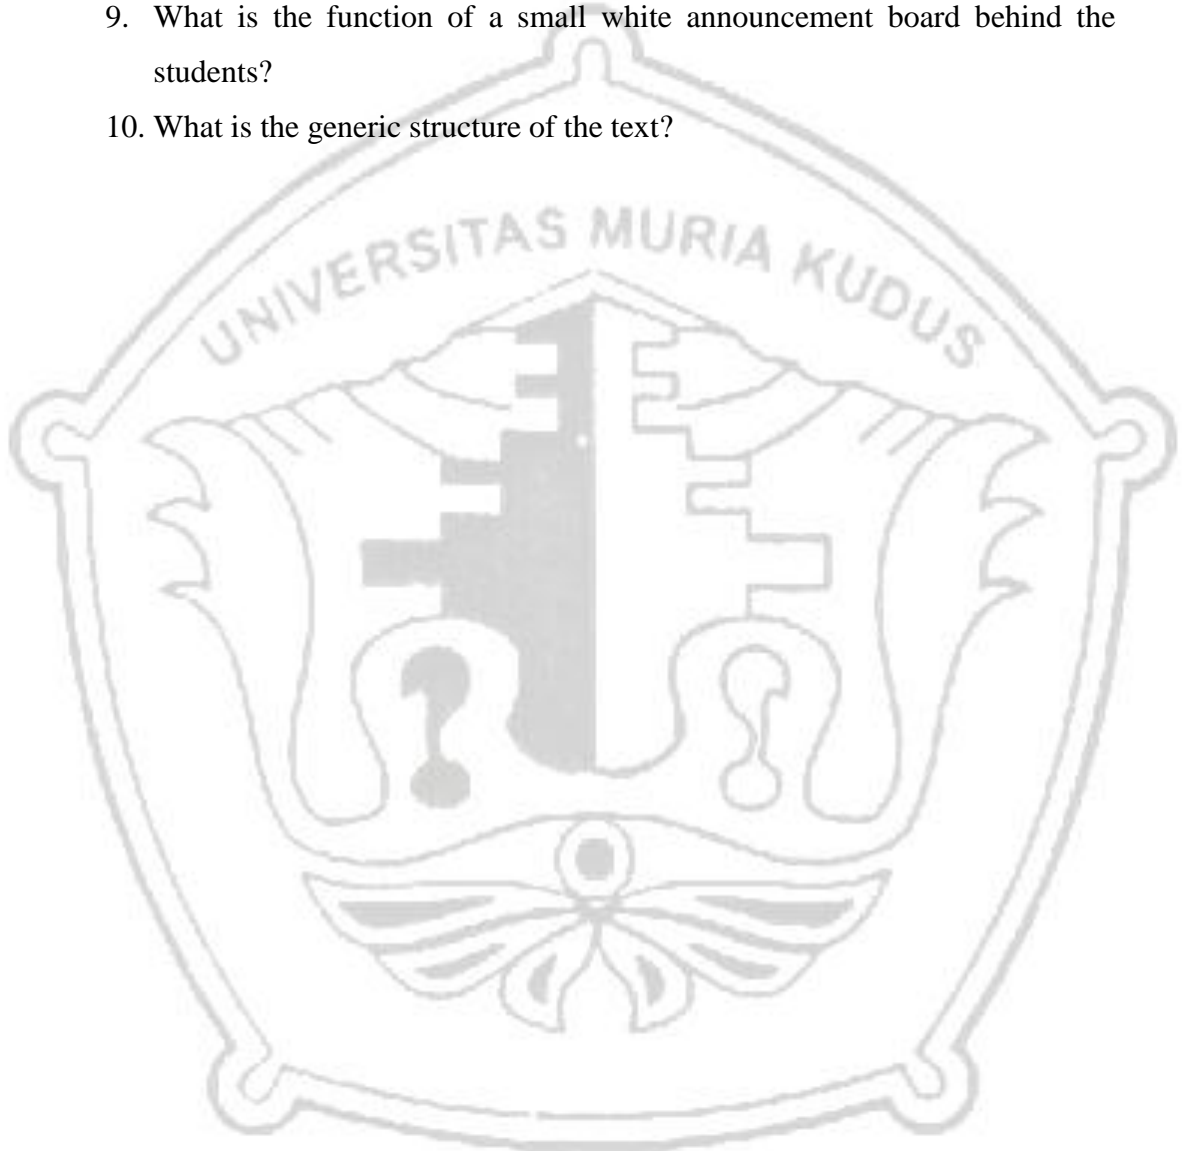 9. What is the function of a small white announcement board behind the
students?
10. What is the generic structure of the text?
UNIVERSITAS MURIA KUDUS